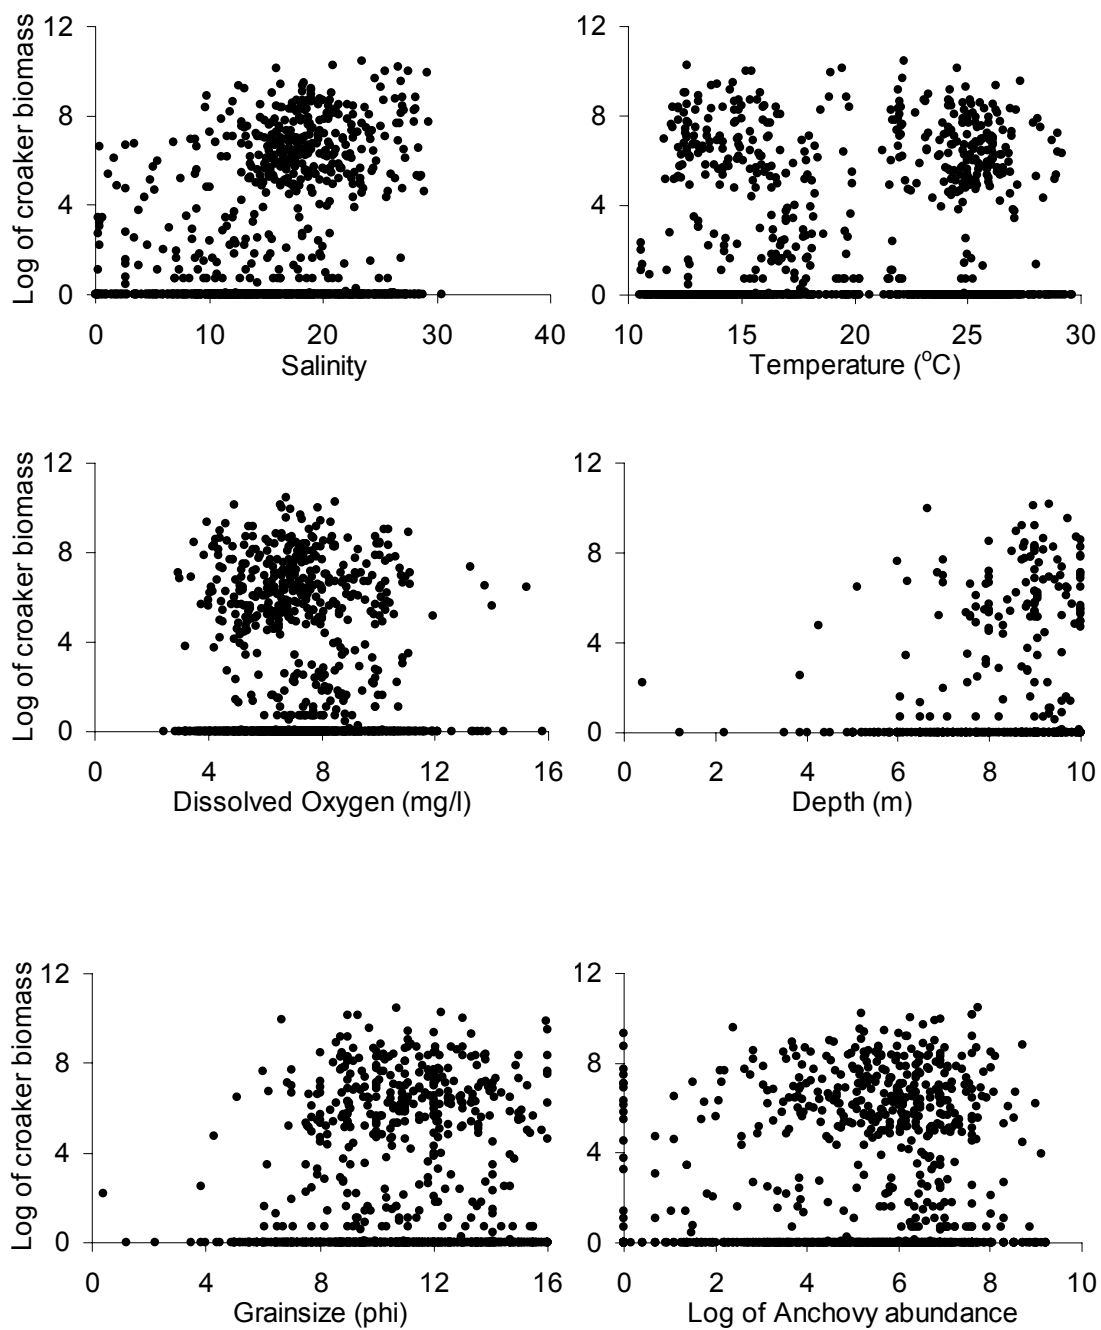 Log of croaker biomass
12
8
4
0
0 10 20 30 40
Salinity
12
8
4
0
10 15 20 25 30
Temperature (°C)
Log of croaker biomass
12
8
4
0
0 4 8 12 16
Dissolved Oxygen (mg/l)
12
8
4
0
0 2 4 6 8 10
Depth (m)
Log of croaker biomass
12
8
4
0
0 4 8 12 16
Grainsize (phi)
12
8
4
0
0 2 4 6 8 10
Log of Anchovy abundance